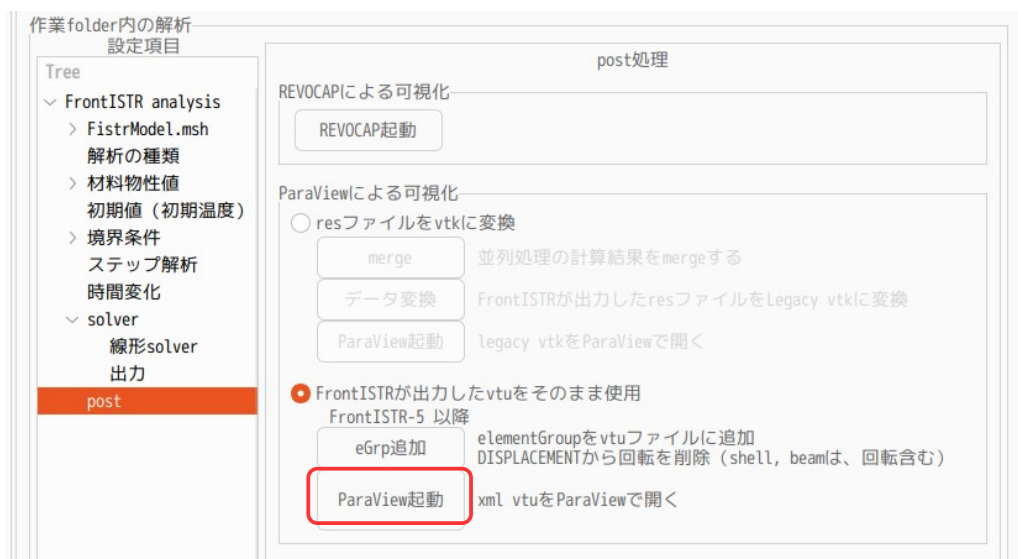 作業folder内の解析
設定項目
Tree
FrontISTR analysis
FistrModel.msh
解析の種類
材料物性値
初期値（初期温度）
境界条件
ステップ解析
時間変化
solver
線形solver
出力
post
post処理
REVOCAPによる可視化
REVOCAP起動
ParaViewによる可視化
resファイルをvtkに変換
merge 並列処理の計算結果をmergeする
データ変換 FrontISTRが出力したresファイルをLegacy vtkに変換
ParaView起動 legacy vtkをParaViewで開く
FrontISTRが出力したvtuをそのまま使用
FrontISTR-5 以降
eGrp追加 elementGroupをvtuファイルに追加
DISPLACEMENTから回転を削除（shell, beamは、回転含む）
ParaView起動 xml vtuをParaViewで開く